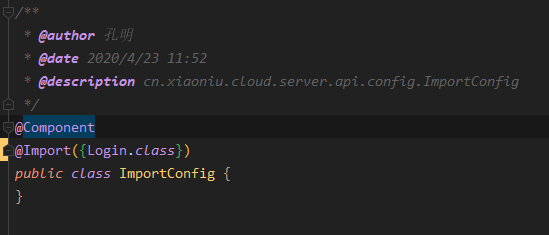 /**
* @author 孔明
* @date 2020/4/23 11:52
* @description cn.xiaoniu.cloud.server.api.config.ImportConfig
*/
@Component
@Import({Login.class})
public class ImportConfig {
}